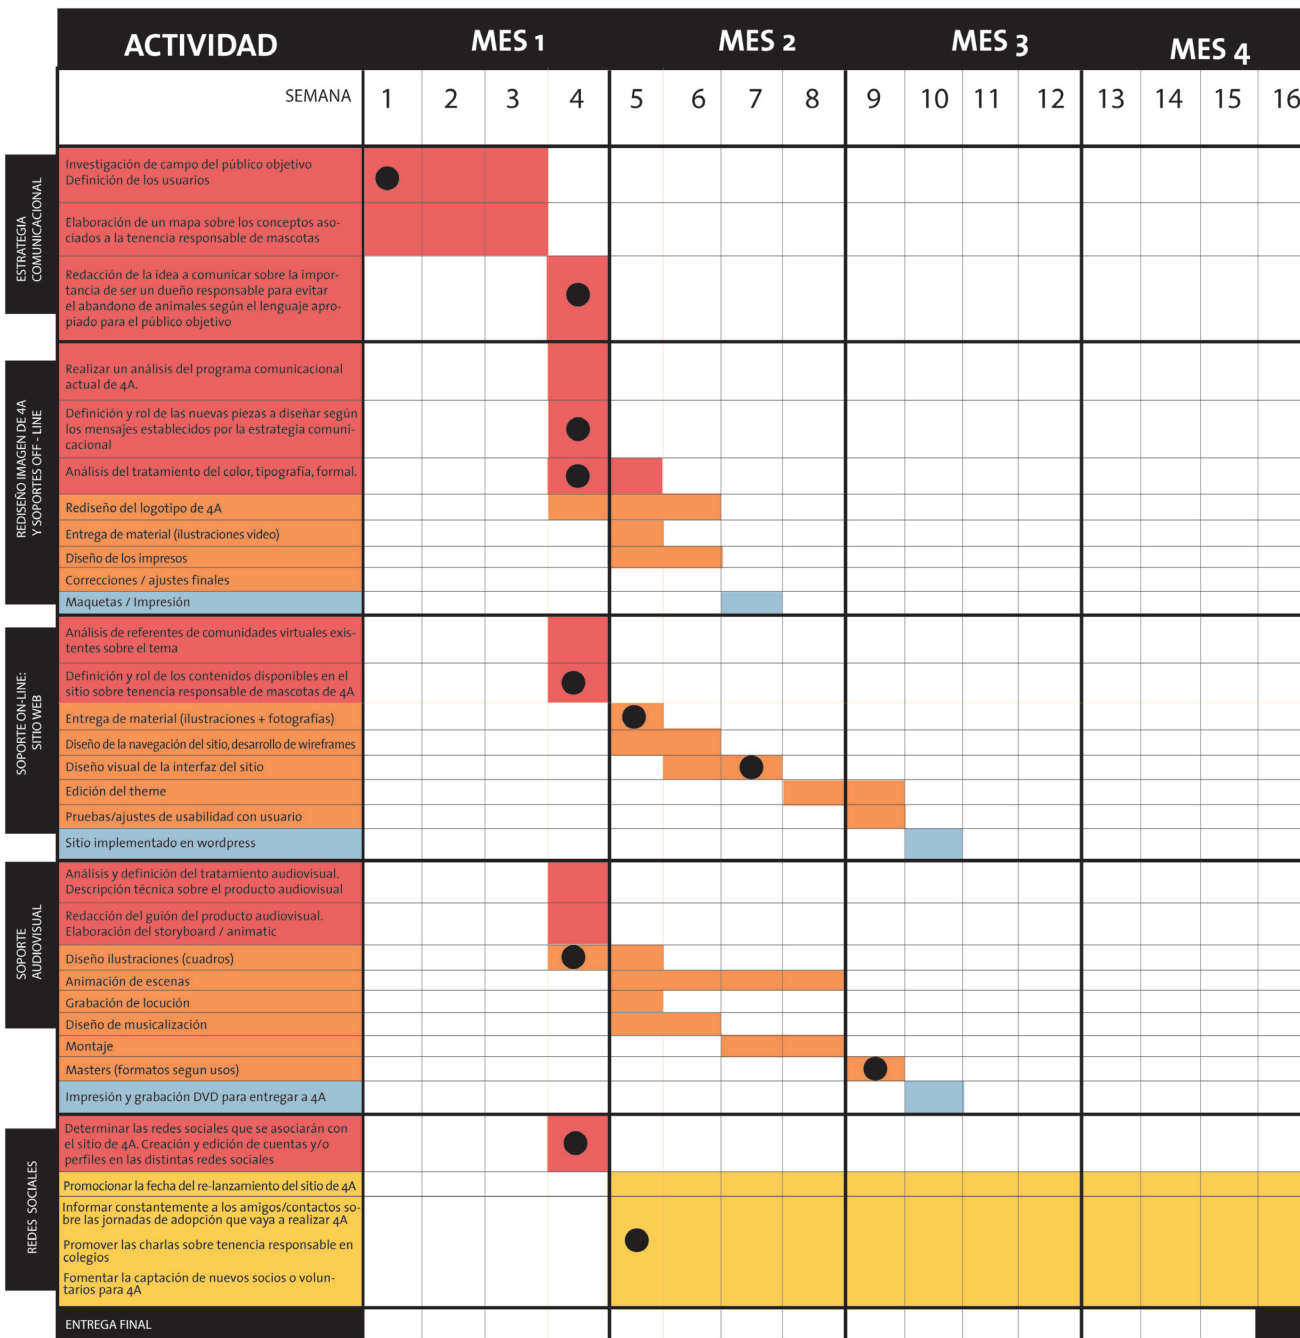 ACTIVIDAD
MES 1
MES 2
MES 3
MES 4
SEMANA
1
2
3
4
5
6
7
8
9
10
11
12
13
14
15
16
ESTRATEGIA
COMUNICACIONAL
Investigación de campo del público objetivo
Definición de los usuarios
Elaboración de un mapa sobre los conceptos aso-
ciados a la tenencia responsable de mascotas
Redacción de la idea a comunicar sobre la impor-
tancia de ser un dueño responsable para evitar
el abandono de animales según el lenguaje apro-
piado para el público objetivo
REDISEÑO IMAGEN DE 4A
Y SOPORTES OFF - LINE
Realizar un análisis del programa comunicacional
actual de 4A.
Definición y rol de las nuevas piezas a diseñar según
los mensajes establecidos por la estrategia comuni-
cacional
Análisis del tratamiento del color, tipografía, formal.
Rediseño del logotipo de 4A
Entrega de material (ilustraciones video)
Diseño de los impresos
Correcciones / ajustes finales
Maquetas / Impresión
SOPORTE ON-LINE:
SITIO WEB
Análisis de referentes de comunidades virtuales exis-
tentes sobre el tema
Definición y rol de los contenidos disponibles en el
sitio sobre tenencia responsable de mascotas de 4A
Entrega de material (ilustraciones + fotografías)
Diseño de la navegación del sitio, desarrollo de wireframes
Diseño visual de la interfaz del sitio
Edición del theme
Pruebas/ajustes de usabilidad con usuario
Sitio implementado en wordpress
SOPORTE
AUDIOVISUAL
Análisis y definición del tratamiento audiovisual.
Descripción técnica sobre el producto audiovisual
Redacción del guión del producto audiovisual.
Elaboración del storyboard / animatic
Diseño ilustraciones (cuadros)
Animación de escenas
Grabación de locución
Diseño de musicalización
Montaje
Masters (formatos segun usos)
Impresión y grabación DVD para entregar a 4A
REDES SOCIALES
Determinar las redes sociales que se asociarán con
el sitio de 4A. Creación y edición de cuentas y/o
perfiles en las distintas redes sociales
Promocionar la fecha del re-lanzamiento del sitio de 4A
Informar constantemente a los amigos/contactos so-
bre las jornadas de adopción que vaya a realizar 4A
Promover las charlas sobre tenencia responsable en
colegios
Fomentar la captación de nuevos socios o volun-
tarios para 4A
ENTREGA FINAL